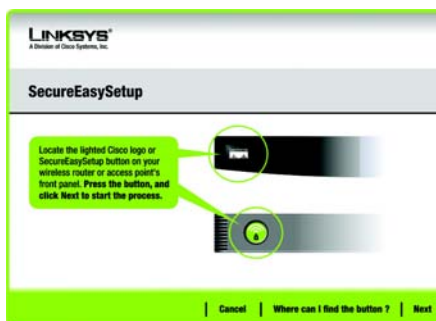 LINKSYS®
A Division of Cisco Systems, Inc.
SecureEasySetup
Locate the lighted Cisco logo or
SecureEasySetup button on your
wireless router or access point's
front panel. Press the button, and
click Next to start the process.
Cancel
Where can I find the button ?
Next